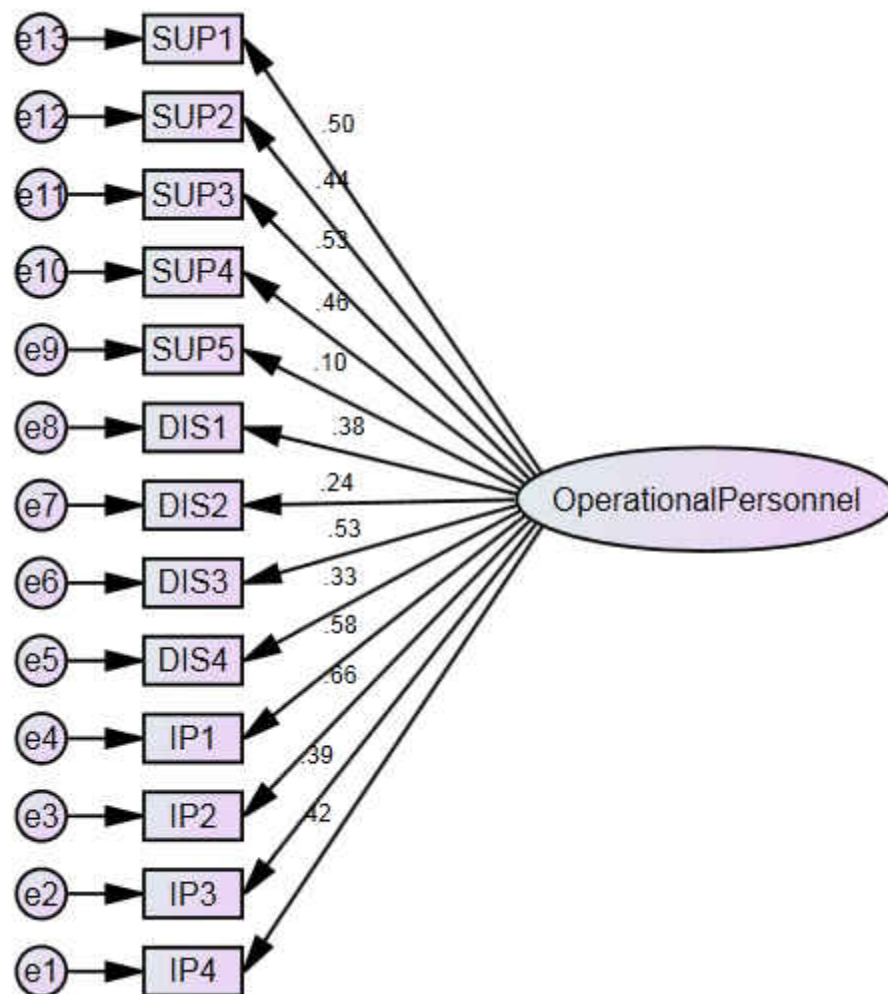 e13 SUP1
.50
e12 SUP2
.44
e11 SUP3
.53
e10 SUP4
.46
e9 SUP5
.10
e8 DIS1
.38
e7 DIS2
.24
OperationalPersonnel
.53
e6 DIS3
.33
e5 DIS4
.58
.66
e4 IP1
.39
e3 IP2
.42
e2 IP3
e1 IP4